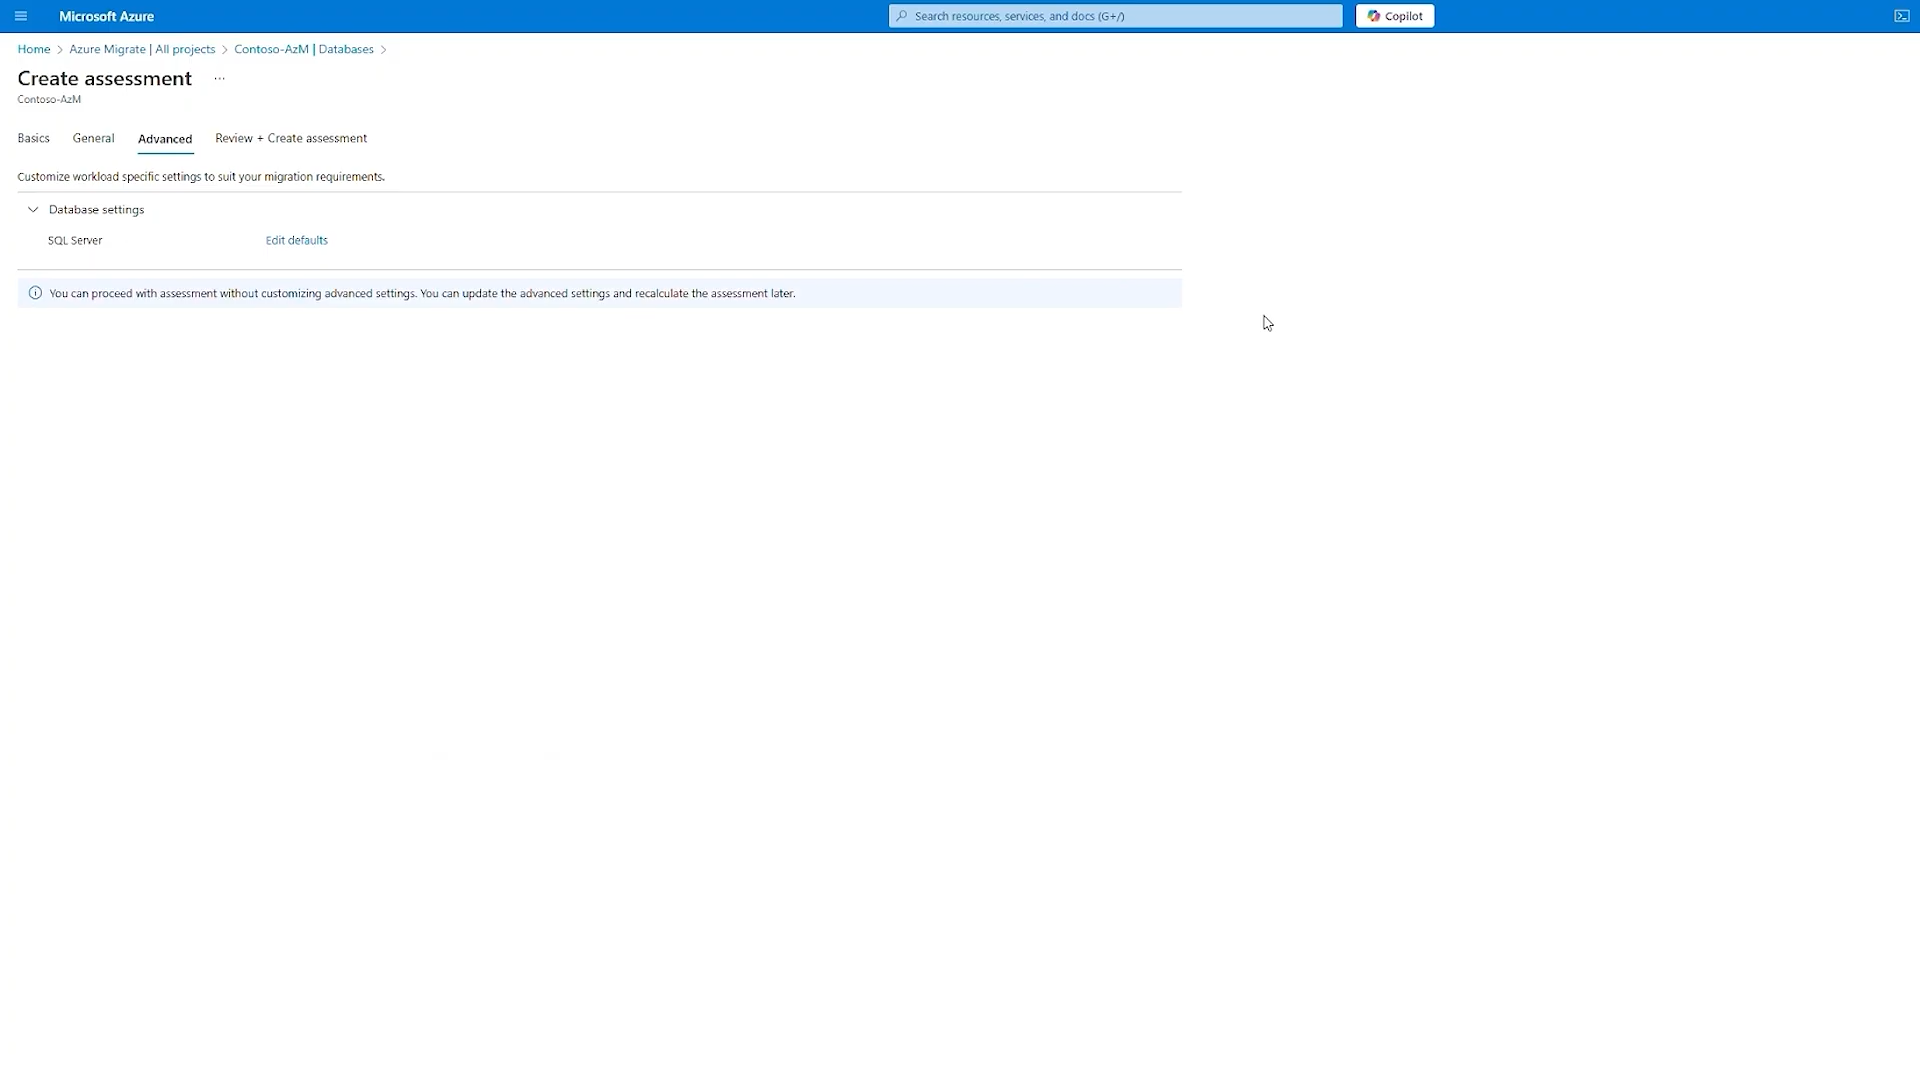 Microsoft Azure
Search resources, services, and docs (G+/)
Copilot
Home > Azure Migrate | All projects > Contoso-AzM | Databases >
Create assessment ...
Contoso-AzM
Basics General Advanced Review + Create assessment
Customize workload specific settings to suit your migration requirements.
Database settings
SQL Server Edit defaults
You can proceed with assessment without customizing advanced settings. You can update the advanced settings and recalculate the assessment later.